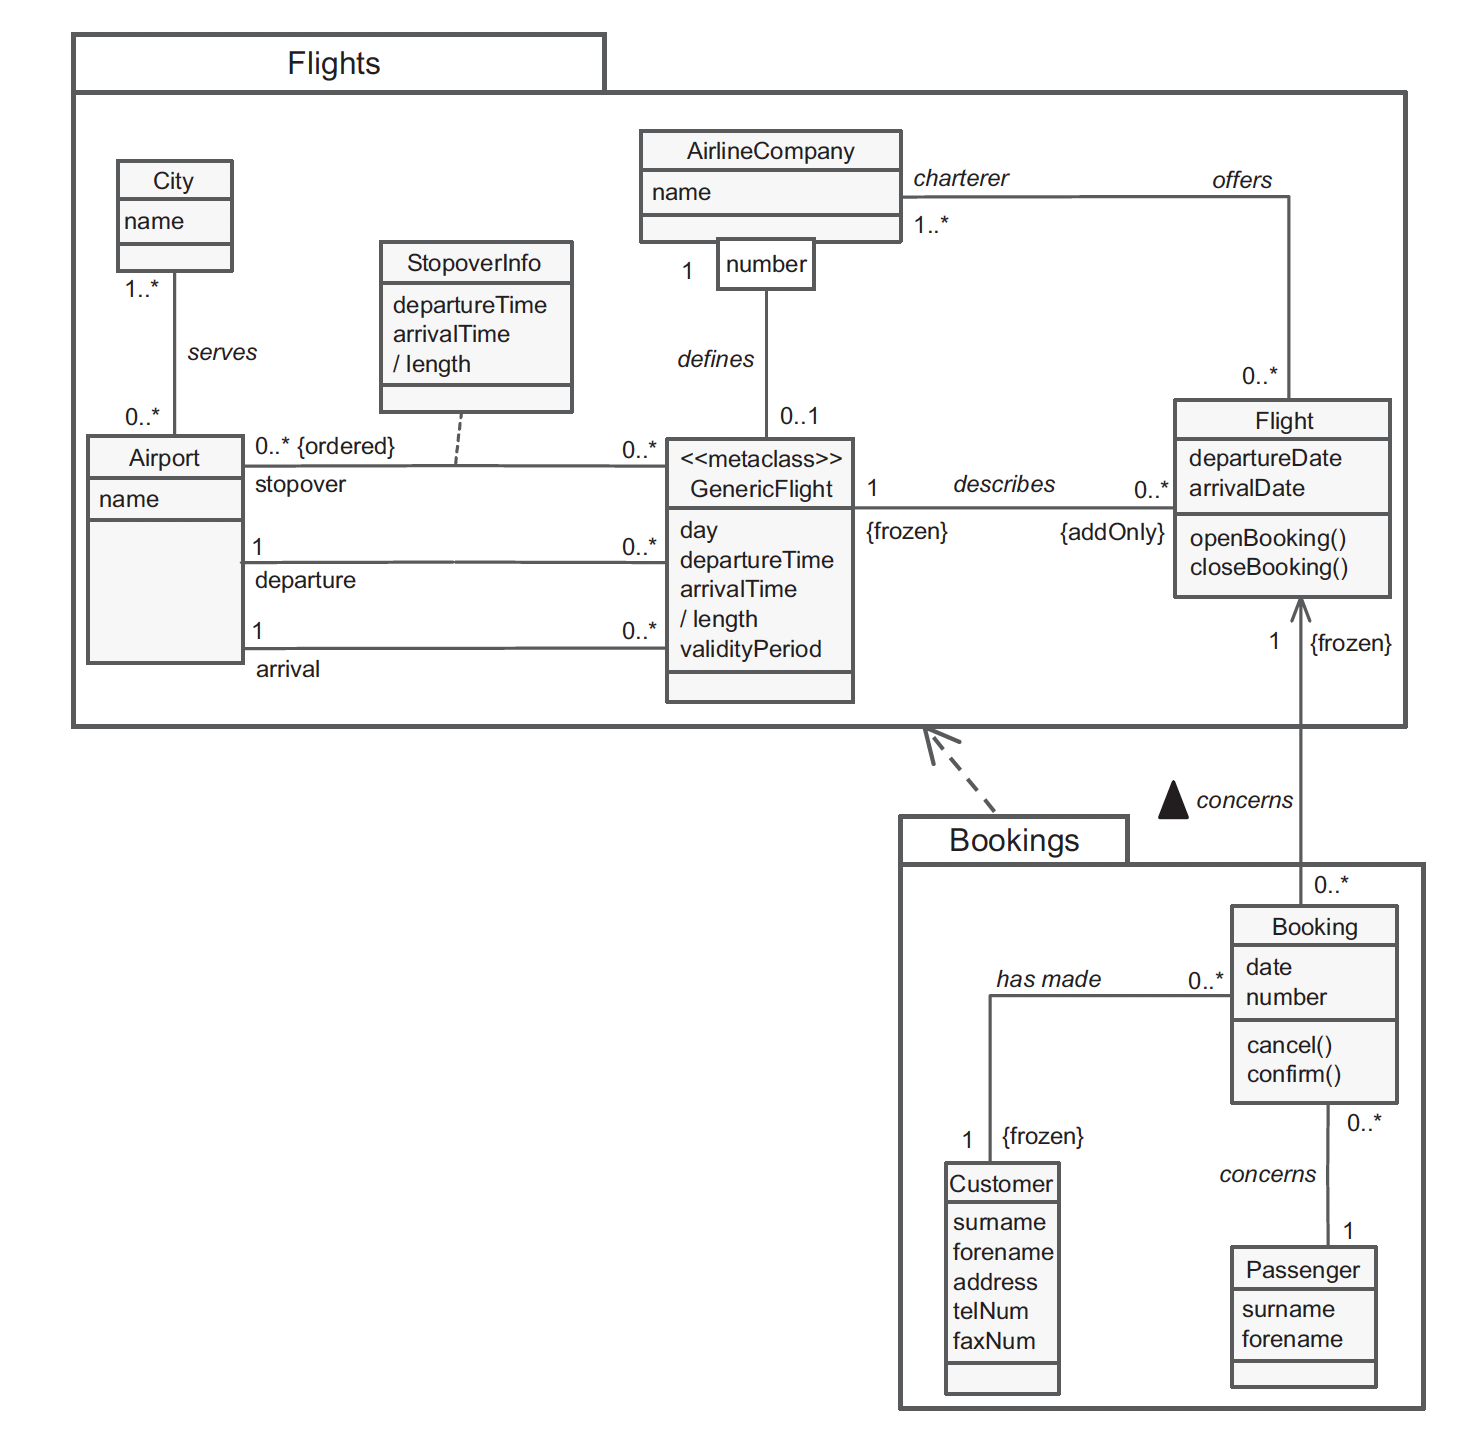 Flights
City
name
1..*
serves
0..*
Airport
name
StopoverInfo
departureTime
arrivalTime
/ length
0..* {ordered}
stopover
0..*
1
departure
0..*
1
arrival
0..*
AirlineCompany
name
1
number
defines
0..1
<<metaclass>>
GenericFlight
day
departureTime
arrivalTime
/ length
validityPeriod
charterer
offers
1..*
0..*
1
describes
0..*
{frozen}
{addOnly}
Flight
departureDate
arrivalDate
openBooking()
closeBooking()
1
{frozen}
concerns
0..*
Bookings
Booking
date
number
cancel()
confirm()
has made
0..*
1
{frozen}
Customer
surname
forename
address
telNum
faxNum
0..*
concerns
1
Passenger
surname
forename